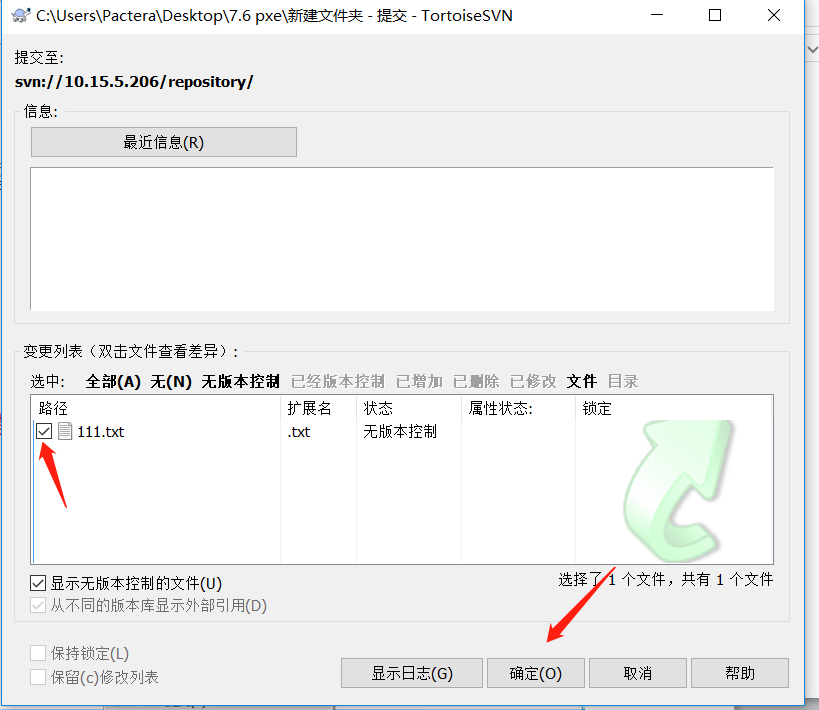 C:\Users\Pactera\Desktop\7.6 pxe\新建文件夹 - 提交 - TortoiseSVN
提交至:
svn://10.15.5.206/repository/
信息:
最近信息(R)
变更列表（双击文件查看差异）:
选中: 全部(A) 无(N) 无版本控制 已经版本控制 已增加 已删除 已修改 文件 目录
路径 扩展名 状态 属性状态: 锁定
111.txt .txt 无版本控制
显示无版本控制的文件(U) 选择了 1 个文件，共有 1 个文件
从不同的版本库显示外部引用(D)
保持锁定(L)
保留(c)修改列表
显示日志(G) 确定(O) 取消 帮助